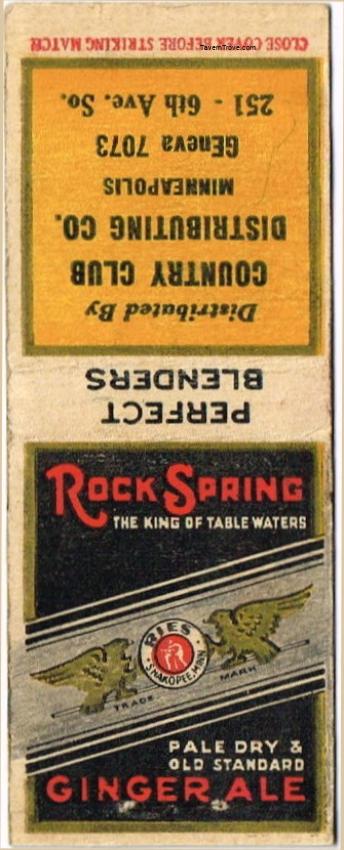 CLOSE COVER BEFORE STRIKING MATCH
TavernTrove.com
Distributed By
COUNTRY CLUB
DISTRIBUTING CO.
MINNEAPOLIS
GEneva 7073
251 - 6th Ave. So.
PERFECT
BLENDERS
ROCK SPRING
THE KING OF TABLE WATERS
RIES
SHAKOPEE, MINN
TRADE MARK
PALE DRY &
OLD STANDARD
GINGER ALE